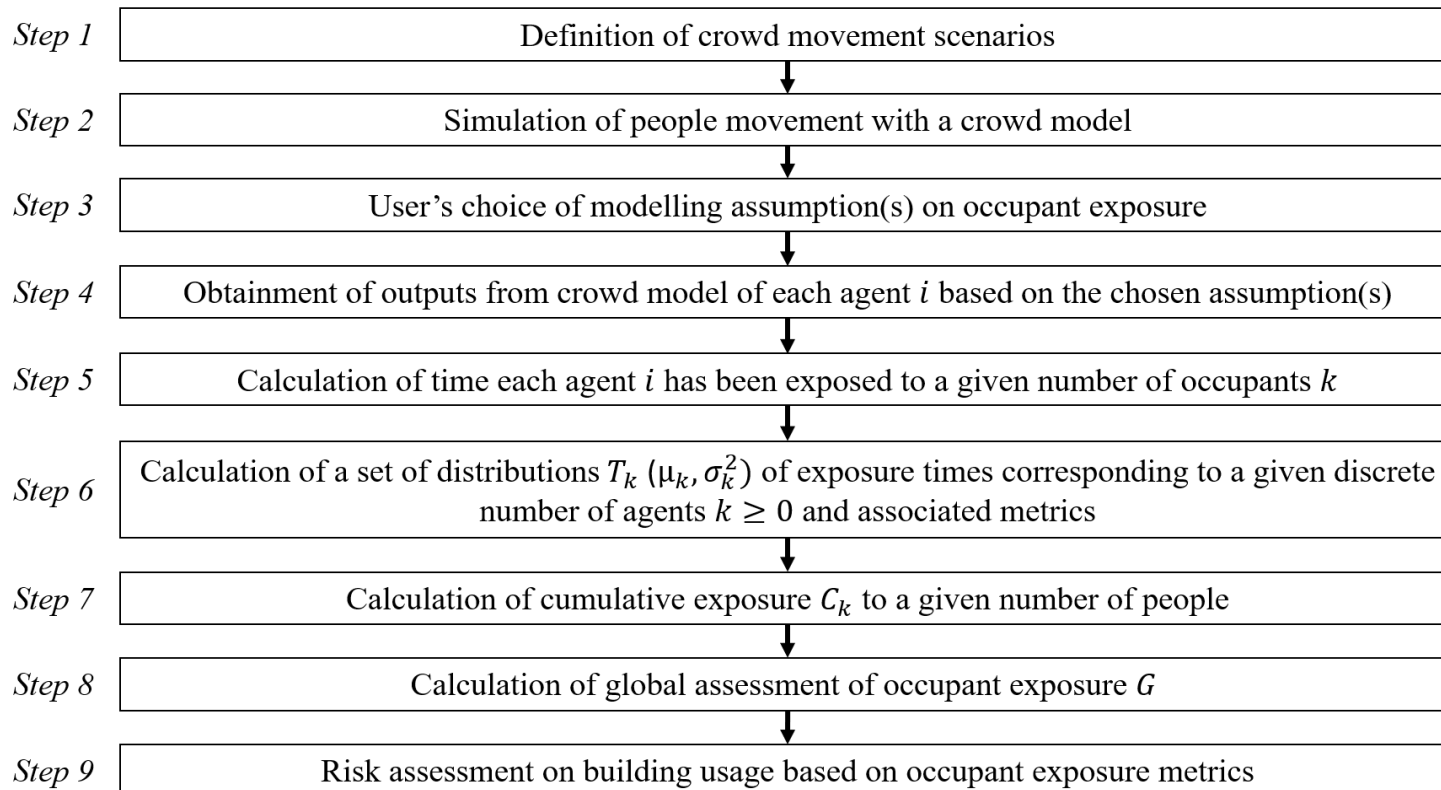 Step 1 Definition of crowd movement scenarios
Step 2 Simulation of people movement with a crowd model
Step 3 User’s choice of modelling assumption(s) on occupant exposure
Step 4 Obtainment of outputs from crowd model of each agent 𝑖 based on the chosen assumption(s)
Step 5 Calculation of time each agent 𝑖 has been exposed to a given number of occupants 𝑘
Step 6 Calculation of a set of distributions 𝑇ₖ (μₖ, σₖ²) of exposure times corresponding to a given discrete
number of agents 𝑘 ≥ 0 and associated metrics
Step 7 Calculation of cumulative exposure 𝐶ₖ to a given number of people
Step 8 Calculation of global assessment of occupant exposure 𝐺
Step 9 Risk assessment on building usage based on occupant exposure metrics